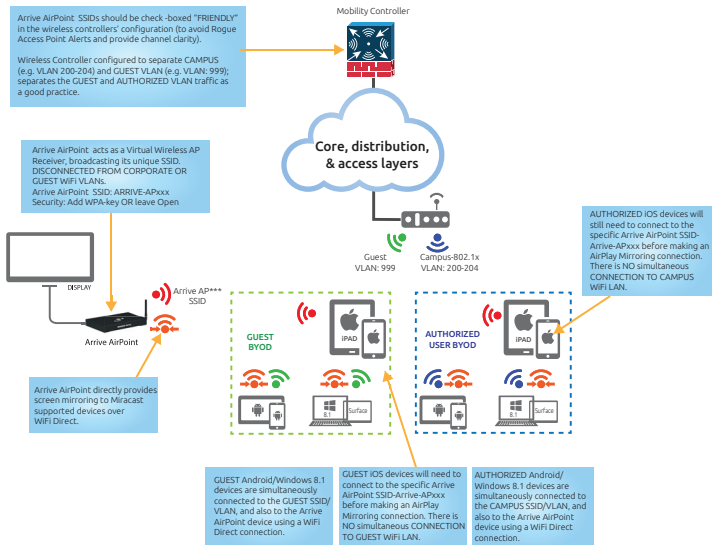 Mobility Controller
Arrive AirPoint SSIDs should be check -boxed "FRIENDLY"
in the wireless controllers' configuration (to avoid Rogue
Access Point Alerts and provide channel clarity).
Wireless Controller configured to separate CAMPUS
(e.g. VLAN 200-204) and GUEST VLAN (e.g. VLAN: 999);
separates the GUEST and AUTHORIZED VLAN traffic as
a good practice.
Core, distribution,
& access layers
Arrive AirPoint acts as a Virtual Wireless AP
Receiver, broadcasting its unique SSID.
DISCONNECTED FROM CORPORATE OR
GUEST WiFi VLANs.
Arrive AirPoint SSID: ARRIVE-APxxx
Security: Add WPA-key OR leave Open
Guest
VLAN: 999
Campus-802.1x
VLAN: 200-204
AUTHORIZED iOS devices will
still need to connect to the
specific Arrive AirPoint SSID-
Arrive-APxxx before making an
AirPlay Mirroring connection.
There is NO simultaneous
CONNECTION TO CAMPUS
WiFi LAN.
DISPLAY
Arrive AP***
SSID
Arrive AirPoint
GUEST
BYOD
iPAD
AUTHORIZED
USER BYOD
iPAD
8.1
Surface
8.1
Surface
Arrive AirPoint directly provides
screen mirroring to Miracast
supported devices over
WiFi Direct.
GUEST Android/Windows 8.1
devices are simultaneously
connected to the GUEST SSID/
VLAN, and also to the Arrive
AirPoint device using a WiFi
Direct connection.
GUEST iOS devices will need to
connect to the specific Arrive
AirPoint SSID-Arrive-APxxx
before making an AirPlay
Mirroring connection. There is
NO simultaneous CONNECTION
TO GUEST WiFi LAN.
AUTHORIZED Android/
Windows 8.1 devices are
simultaneously connected to
the CAMPUS SSID/VLAN, and
also to the Arrive AirPoint
device using a WiFi Direct
connection.